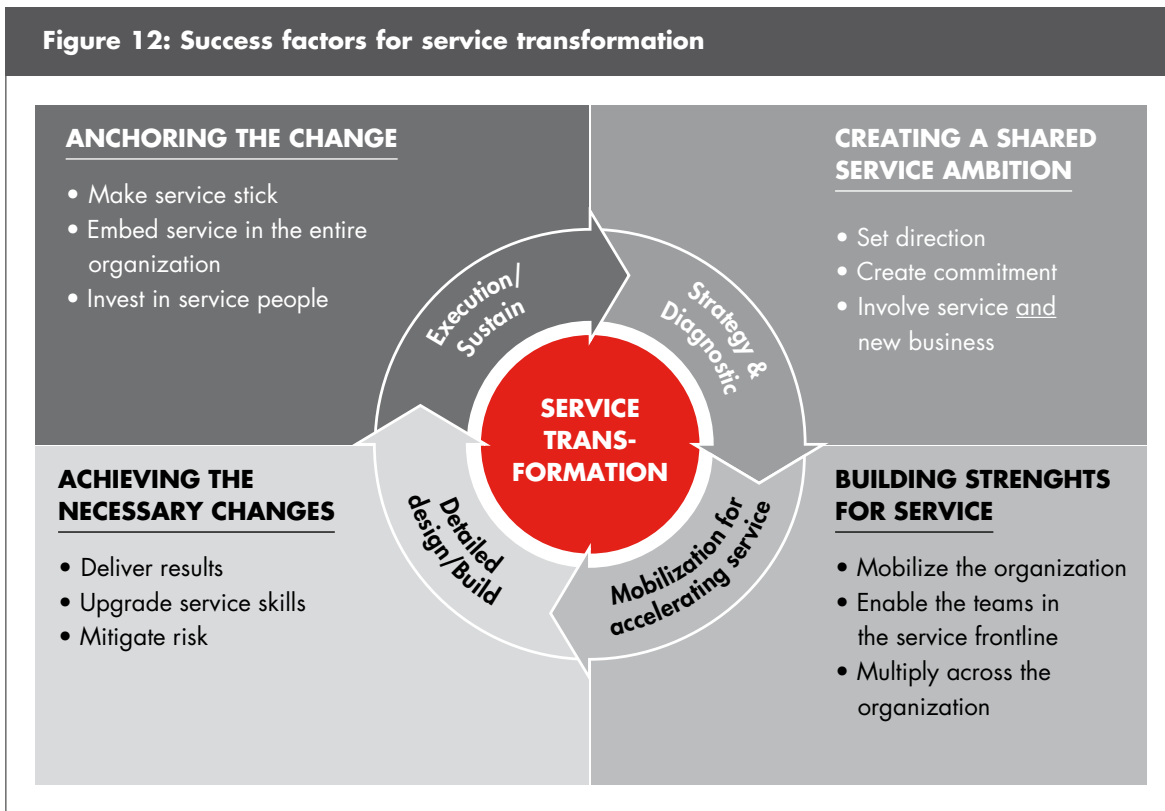 Figure 12: Success factors for service transformation
ANCHORING THE CHANGE
• Make service stick
• Embed service in the entire
organization
• Invest in service people
CREATING A SHARED
SERVICE AMBITION
• Set direction
• Create commitment
• Involve service and
new business
Execution/
Sustain
Strategy &
Diagnostic
SERVICE
TRANS-
FORMATION
Detailed
design/Build
Mobilization for
accelerating service
ACHIEVING THE
NECESSARY CHANGES
• Deliver results
• Upgrade service skills
• Mitigate risk
BUILDING STRENGHTS
FOR SERVICE
• Mobilize the organization
• Enable the teams in
the service frontline
• Multiply across the
organization